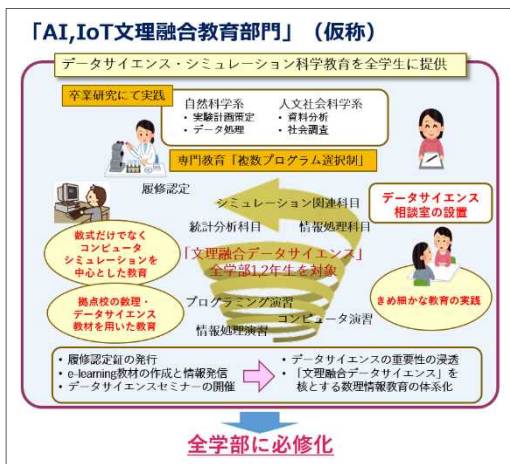 「AI,IoT文理融合教育部門」（仮称）
データサイエンス・シミュレーション科学教育を全学生に提供
卒業研究にて実践
自然科学系
• 実験計画策定
• データ処理
人文社会科学系
• 資料分析
• 社会調査
専門教育「複数プログラム選択制」
履修認定
シミュレーション関連科目
統計分析科目
情報処理科目
データサイエンス
相談室の設置
数式だけでなく
コンピュータ
シミュレーションを
中心とした教育
「文理融合データサイエンス」
全学部1,2年生を対象
拠点校の数理・
データサイエンス
教材を用いた教育
プログラミング演習
コンピュータ演習
情報処理演習
きめ細かな教育の実践
• 履修認定証の発行
• e-learning教材の作成と情報発信
• データサイエンスセミナーの開催
• データサイエンスの重要性の浸透
• 「文理融合データサイエンス」を
核とする数理情報教育の体系化
全学部に必修化